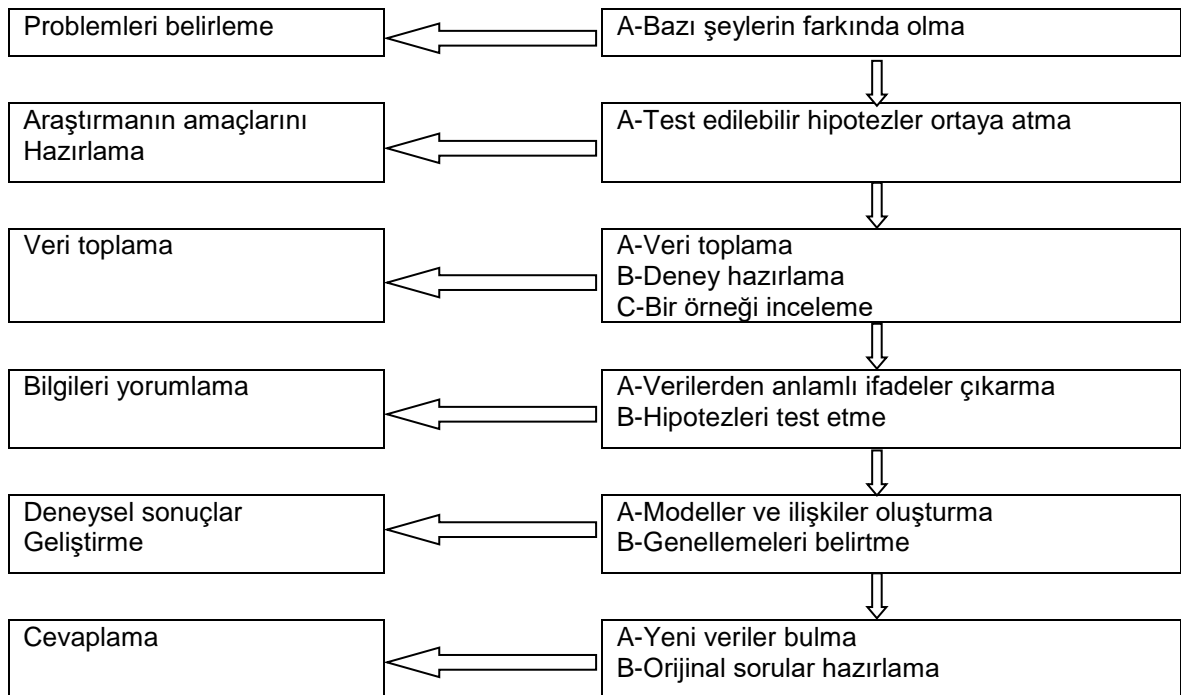 Problemleri belirleme
A-Bazı şeylerin farkında olma
Araştırmanın amaçlarını
Hazırlama
A-Test edilebilir hipotezler ortaya atma
Veri toplama
A-Veri toplama
B-Deney hazırlama
C-Bir örneği inceleme
Bilgileri yorumlama
A-Verilerden anlamlı ifadeler çıkarma
B-Hipotezleri test etme
Deneysel sonuçlar
Geliştirme
A-Modeller ve ilişkiler oluşturma
B-Genellemeleri belirtme
Cevaplama
A-Yeni veriler bulma
B-Orijinal sorular hazırlama